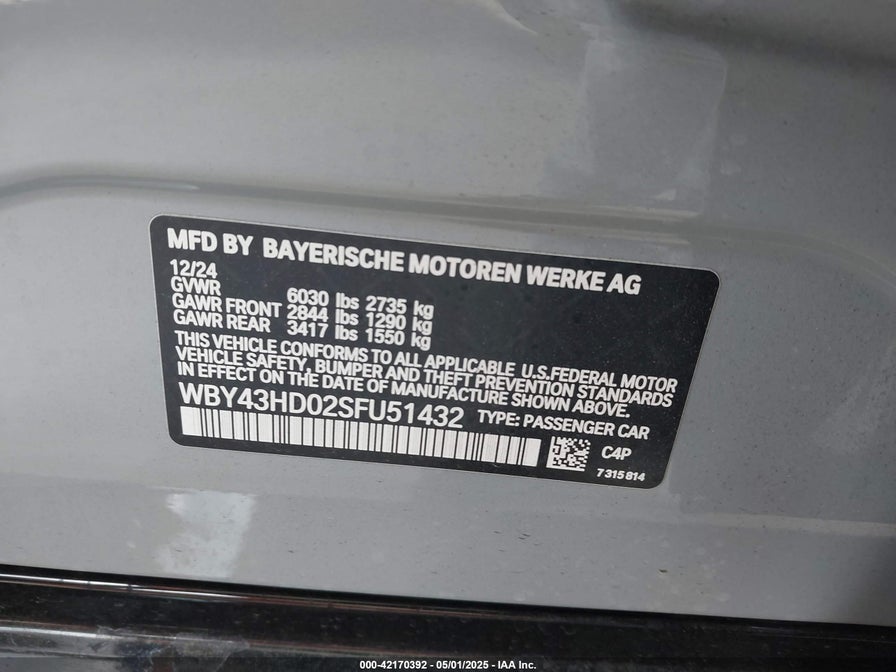 MFD BY BAYERISCHE MOTOREN WERKE AG
12/24
GVWR 6030 lbs 2735 kg
GAWR FRONT 2844 lbs 1290 kg
GAWR REAR 3417 lbs 1550 kg
THIS VEHICLE CONFORMS TO ALL APPLICABLE U.S.FEDERAL MOTOR
VEHICLE SAFETY, BUMPER AND THEFT PREVENTION STANDARDS
IN EFFECT ON THE DATE OF MANUFACTURE SHOWN ABOVE.
WBY43HD02SFU51432 TYPE: PASSENGER CAR
C4P
7 315 814
000-42170392 - 05/01/2025 - IAA Inc.